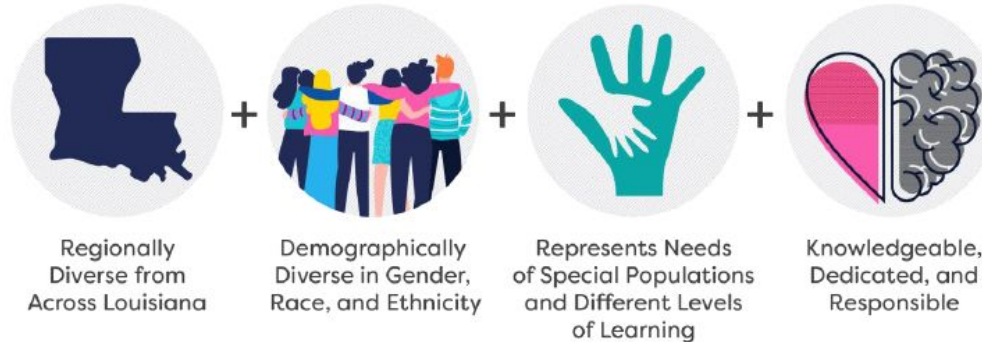 Regionally
Diverse from
Across Louisiana
Demographically
Diverse in Gender,
Race, and Ethnicity
Represents Needs
of Special Populations
and Different Levels
of Learning
Knowledgeable,
Dedicated, and
Responsible